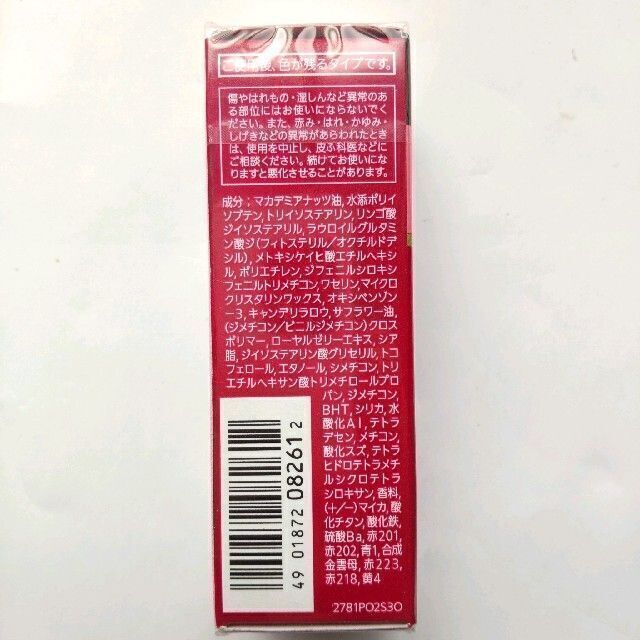 ご使用後、色が残るタイプです。
傷やはれもの・湿しんなど異常のあ
る部位にはお使いにならないでく
ださい。また、赤み・はれ・かゆみ・
しげきなどの異常があらわれたとき
は、使用を中止し、皮ふ科医などに
ご相談ください。続けてお使いにな
りますと悪化させることがあります。
成分：マカデミアナッツ油, 水添ポリイ
ソブテン, トリイソステアリン, リンゴ酸
ジイソステアリル, ラウロイルグルタミ
ン酸ジ(フィトステリル/オクチルドデ
シル), メトキシケイヒ酸エチルヘキシ
ル, ポリエチレン, ジフェニルシロキシ
フェニルトリメチコン, ワセリン, マイクロ
クリスタリンワックス, オキシベンゾン
-3, キャンデリラロウ, サフラワー油,
(ジメチコン/ビニルジメチコン)クロス
ポリマー, ローヤルゼリーエキス, シア
脂, ジイソステアリン酸グリセリル, トコ
フェロール, エタノール, シメチコン, トリ
エチルヘキサン酸トリメチロールプロ
パン, ジメチコン,
BHT, シリカ, 水
酸化Al, テトラ
デセン, メチコン,
酸化スズ, テトラ
ヒドロテトラメチ
ルシクロテトラ
シロキサン, 香料,
(+/-)マイカ, 酸
化チタン, 酸化鉄,
硫酸Ba, 赤201,
赤202, 青1, 合成
金雲母, 赤223,
赤218, 黄4
4 901872 082612
2781PO2S3O